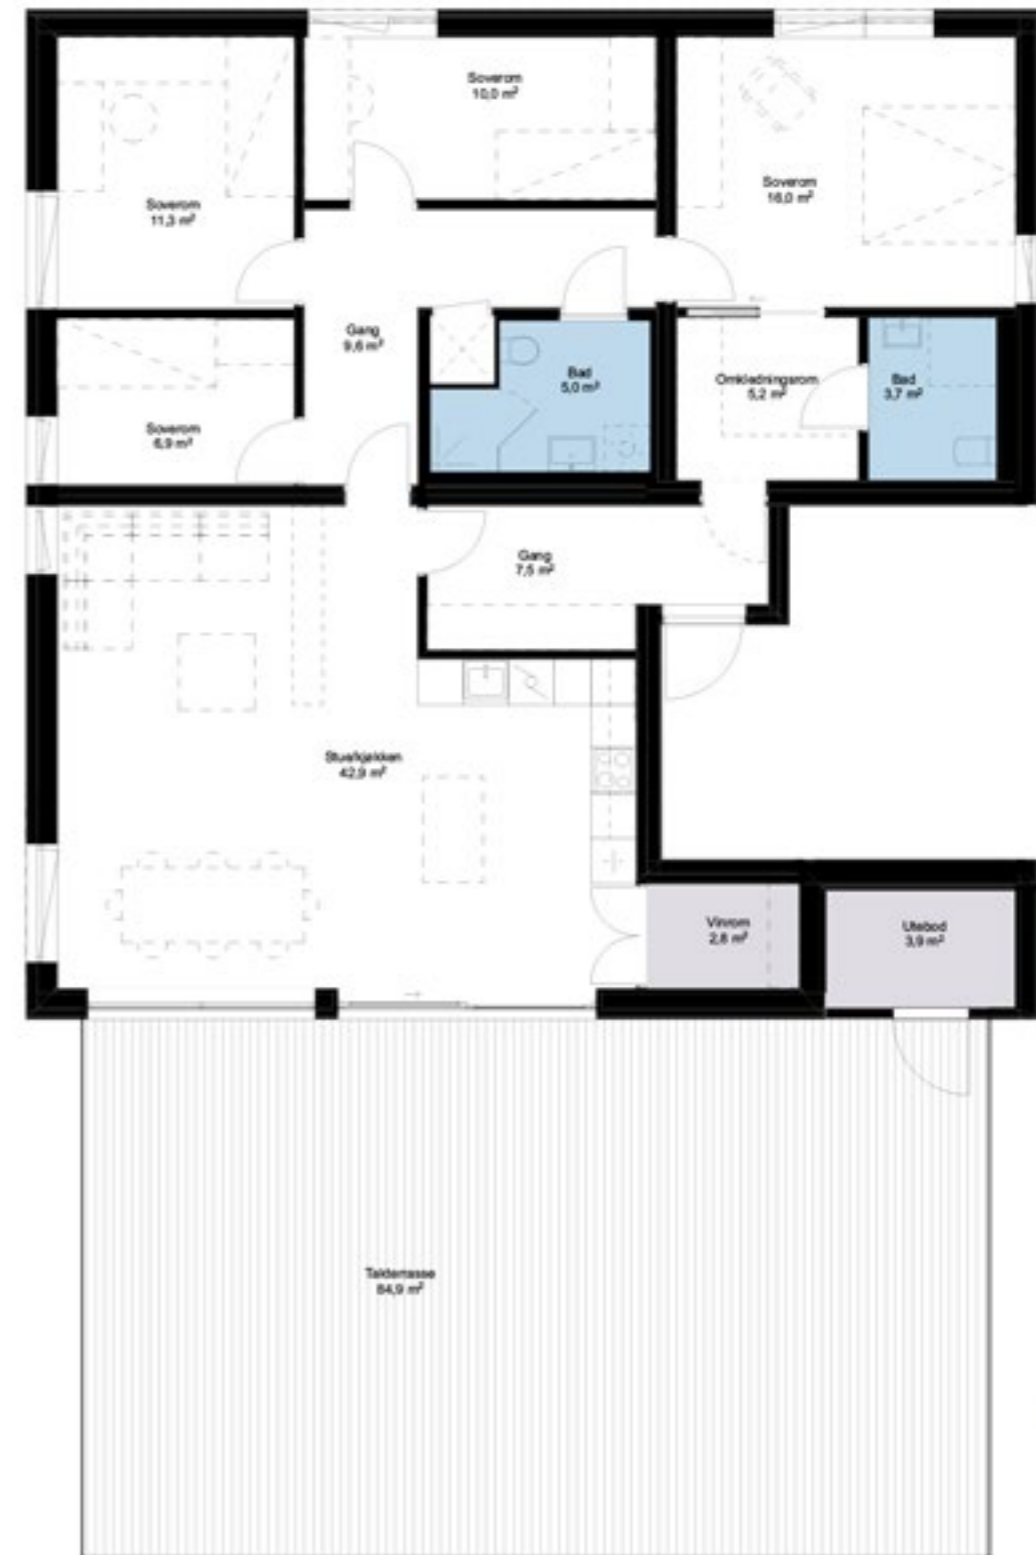 Soverom
10,0 m²
Soverom
16,0 m²
Soverom
11,3 m²
Gang
9,6 m²
Bad
5,0 m²
Omkledningsrom
5,2 m²
Bad
3,7 m²
Soverom
6,9 m²
Gang
7,5 m²
Stue/kjøkken
42,9 m²
Vinrom
2,8 m²
Utebod
3,9 m²
Takterrasse
84,9 m²